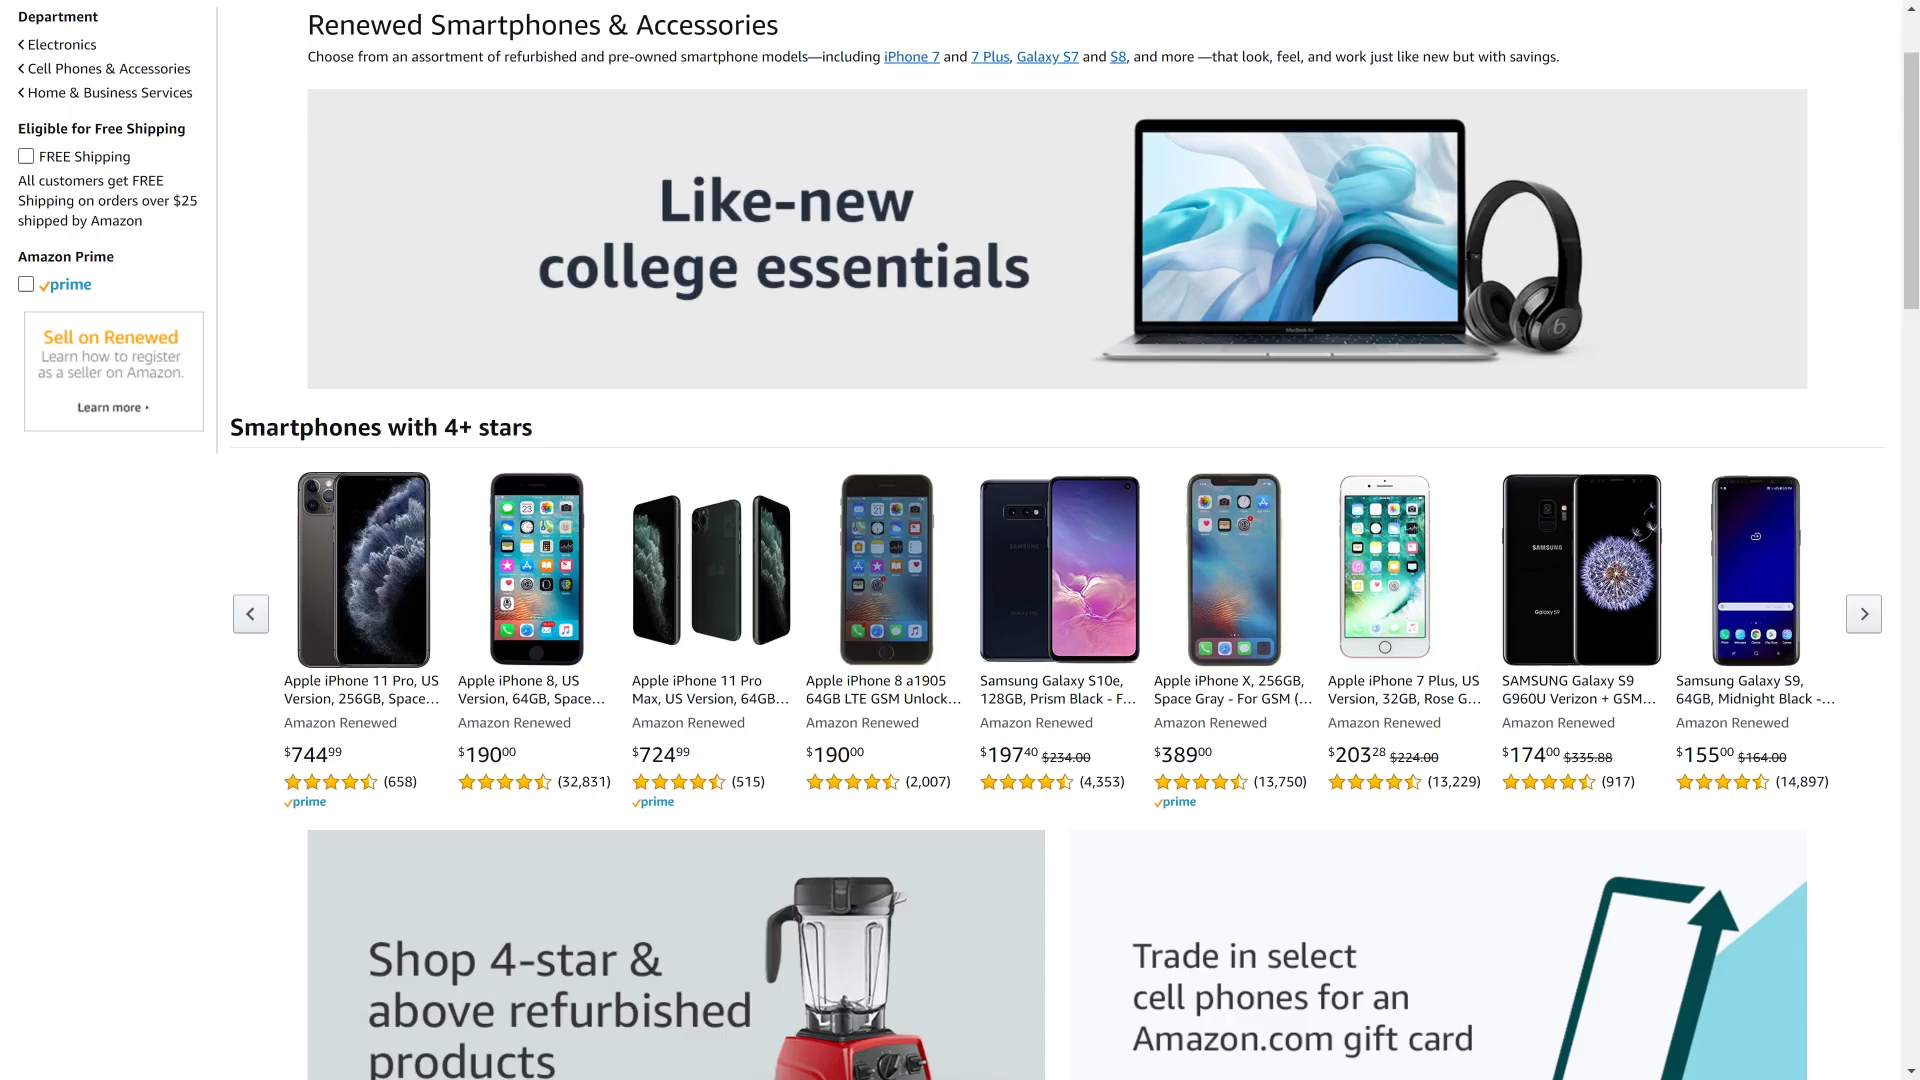 Department
Electronics
Cell Phones & Accessories
Home & Business Services
Eligible for Free Shipping
FREE Shipping
All customers get FREE
Shipping on orders over $25
shipped by Amazon
Amazon Prime
prime
Sell on Renewed
Learn how to register
as a seller on Amazon.
Learn more
Renewed Smartphones & Accessories
Choose from an assortment of refurbished and pre-owned smartphone models—including iPhone 7 and 7 Plus, Galaxy S7 and S8, and more —that look, feel, and work just like new but with savings.
Like-new
college essentials
MacBook Air
Smartphones with 4+ stars
Apple iPhone 11 Pro, US
Version, 256GB, Space...
Amazon Renewed
$744.99
(658)
prime
Apple iPhone 8, US
Version, 64GB, Space...
Amazon Renewed
$190.00
(32,831)
Apple iPhone 11 Pro
Max, US Version, 64GB...
Amazon Renewed
$724.99
(515)
prime
Apple iPhone 8 a1905
64GB LTE GSM Unlock...
Amazon Renewed
$190.00
(2,007)
SAMSUNG
Samsung Galaxy S10e,
128GB, Prism Black - F...
Amazon Renewed
$197.40 $234.00
(4,353)
Apple iPhone X, 256GB,
Space Gray - For GSM (...
Amazon Renewed
$389.00
(13,750)
prime
Apple iPhone 7 Plus, US
Version, 32GB, Rose G...
Amazon Renewed
$203.28 $224.00
(13,229)
SAMSUNG
Galaxy S9
SAMSUNG Galaxy S9
G960U Verizon + GSM...
Amazon Renewed
$174.00 $335.88
(917)
Samsung Galaxy S9,
64GB, Midnight Black -...
Amazon Renewed
$155.00 $164.00
(14,897)
Shop 4-star &
above refurbished
products
Trade in select
cell phones for an
Amazon.com gift card